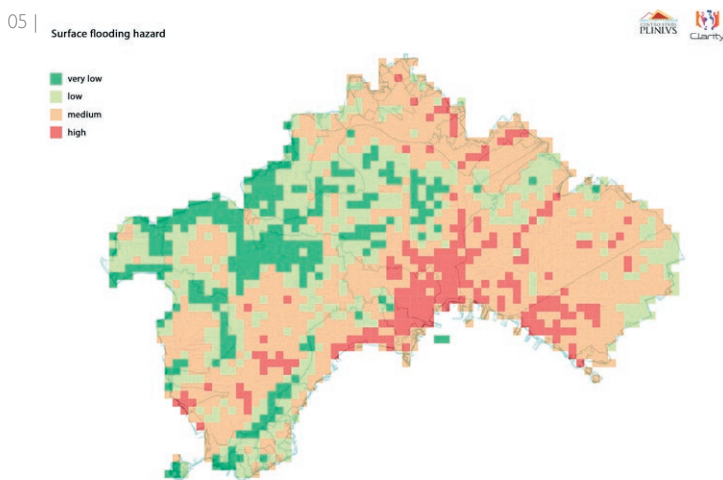 05 |
Surface flooding hazard
PLINIVS
Clarity
very low
low
medium
high